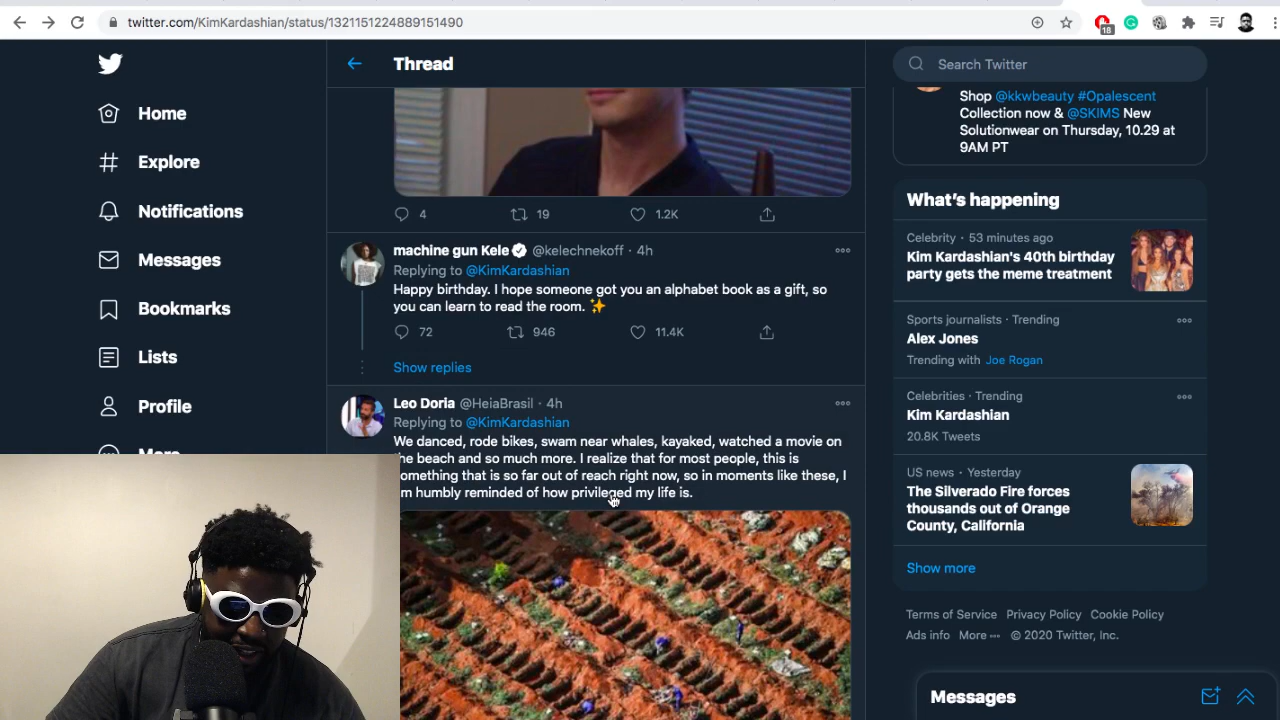 twitter.com/KimKardashian/status/1321151224889151490
18
Home
Explore
Notifications
Messages
Bookmarks
Lists
Profile
Thread
4
19
1.2K
machine gun Kele @kelechnekoff · 4h
Replying to @KimKardashian
Happy birthday. I hope someone got you an alphabet book as a gift, so
you can learn to read the room. ✨
72
946
11.4K
Show replies
Leo Doria @HeiaBrasil · 4h
Replying to @KimKardashian
We danced, rode bikes, swam near whales, kayaked, watched a movie on
the beach and so much more. I realize that for most people, this is
something that is so far out of reach right now, so in moments like these, I
am humbly reminded of how privileged my life is.
Search Twitter
Shop @kkwbeauty #Opalescent
Collection now & @SKIMS New
Solutionwear on Thursday, 10.29 at
9AM PT
What's happening
Celebrity · 53 minutes ago
Kim Kardashian's 40th birthday
party gets the meme treatment
Sports journalists · Trending
Alex Jones
Trending with Joe Rogan
Celebrities · Trending
Kim Kardashian
20.8K Tweets
US news · Yesterday
The Silverado Fire forces
thousands out of Orange
County, California
Show more
Terms of Service Privacy Policy Cookie Policy
Ads info More ··· © 2020 Twitter, Inc.
Messages